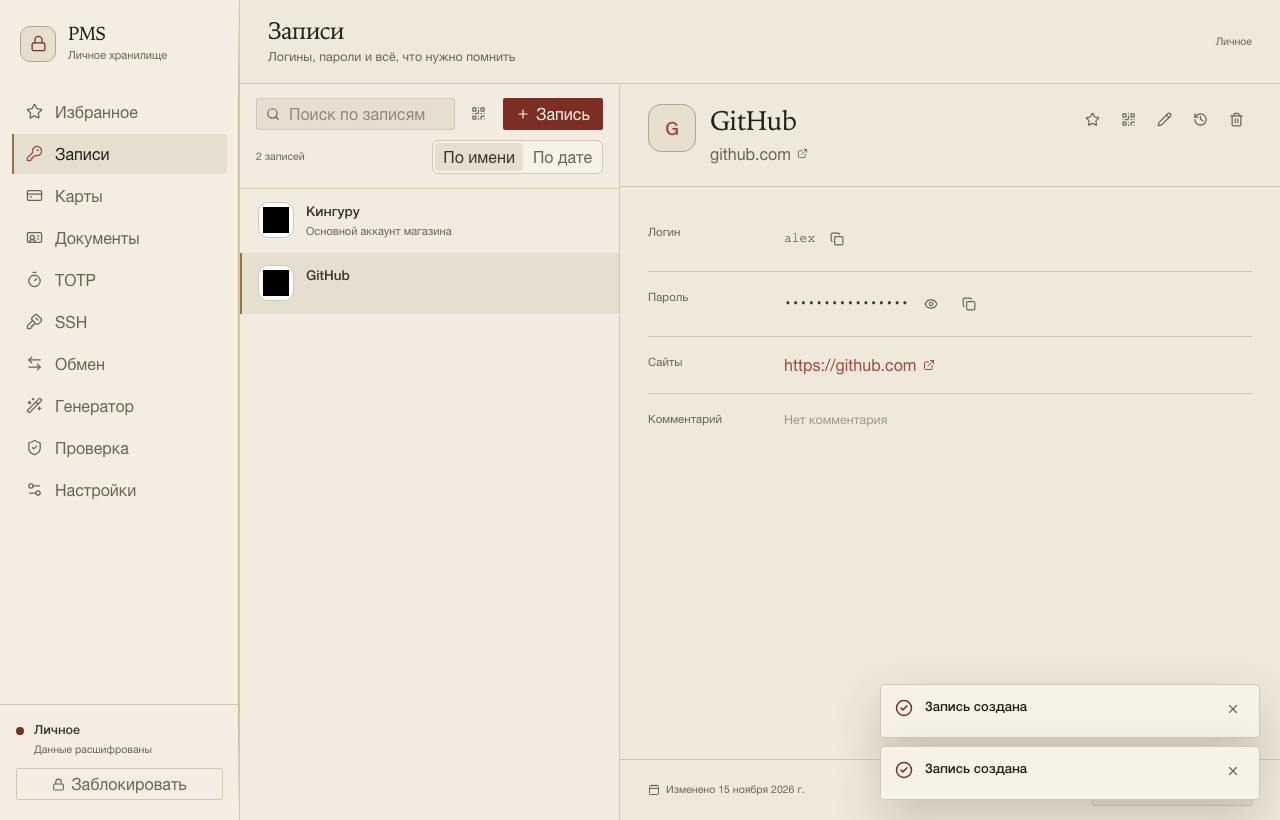 PMS
Личное хранилище
Избранное
Записи
Карты
Документы
TOTP
SSH
Обмен
Генератор
Проверка
Настройки
Личное
Данные расшифрованы
Заблокировать
Записи
Логины, пароли и всё, что нужно помнить
Личное
Поиск по записям
+ Запись
2 записей
По имени
По дате
Кингуру
Основной аккаунт магазина
GitHub
G
GitHub
github.com
Логин
alex
Пароль
••••••••••••••••
Сайты
https://github.com
Комментарий
Нет комментария
Изменено 15 ноября 2026 г.
Запись создана
Запись создана